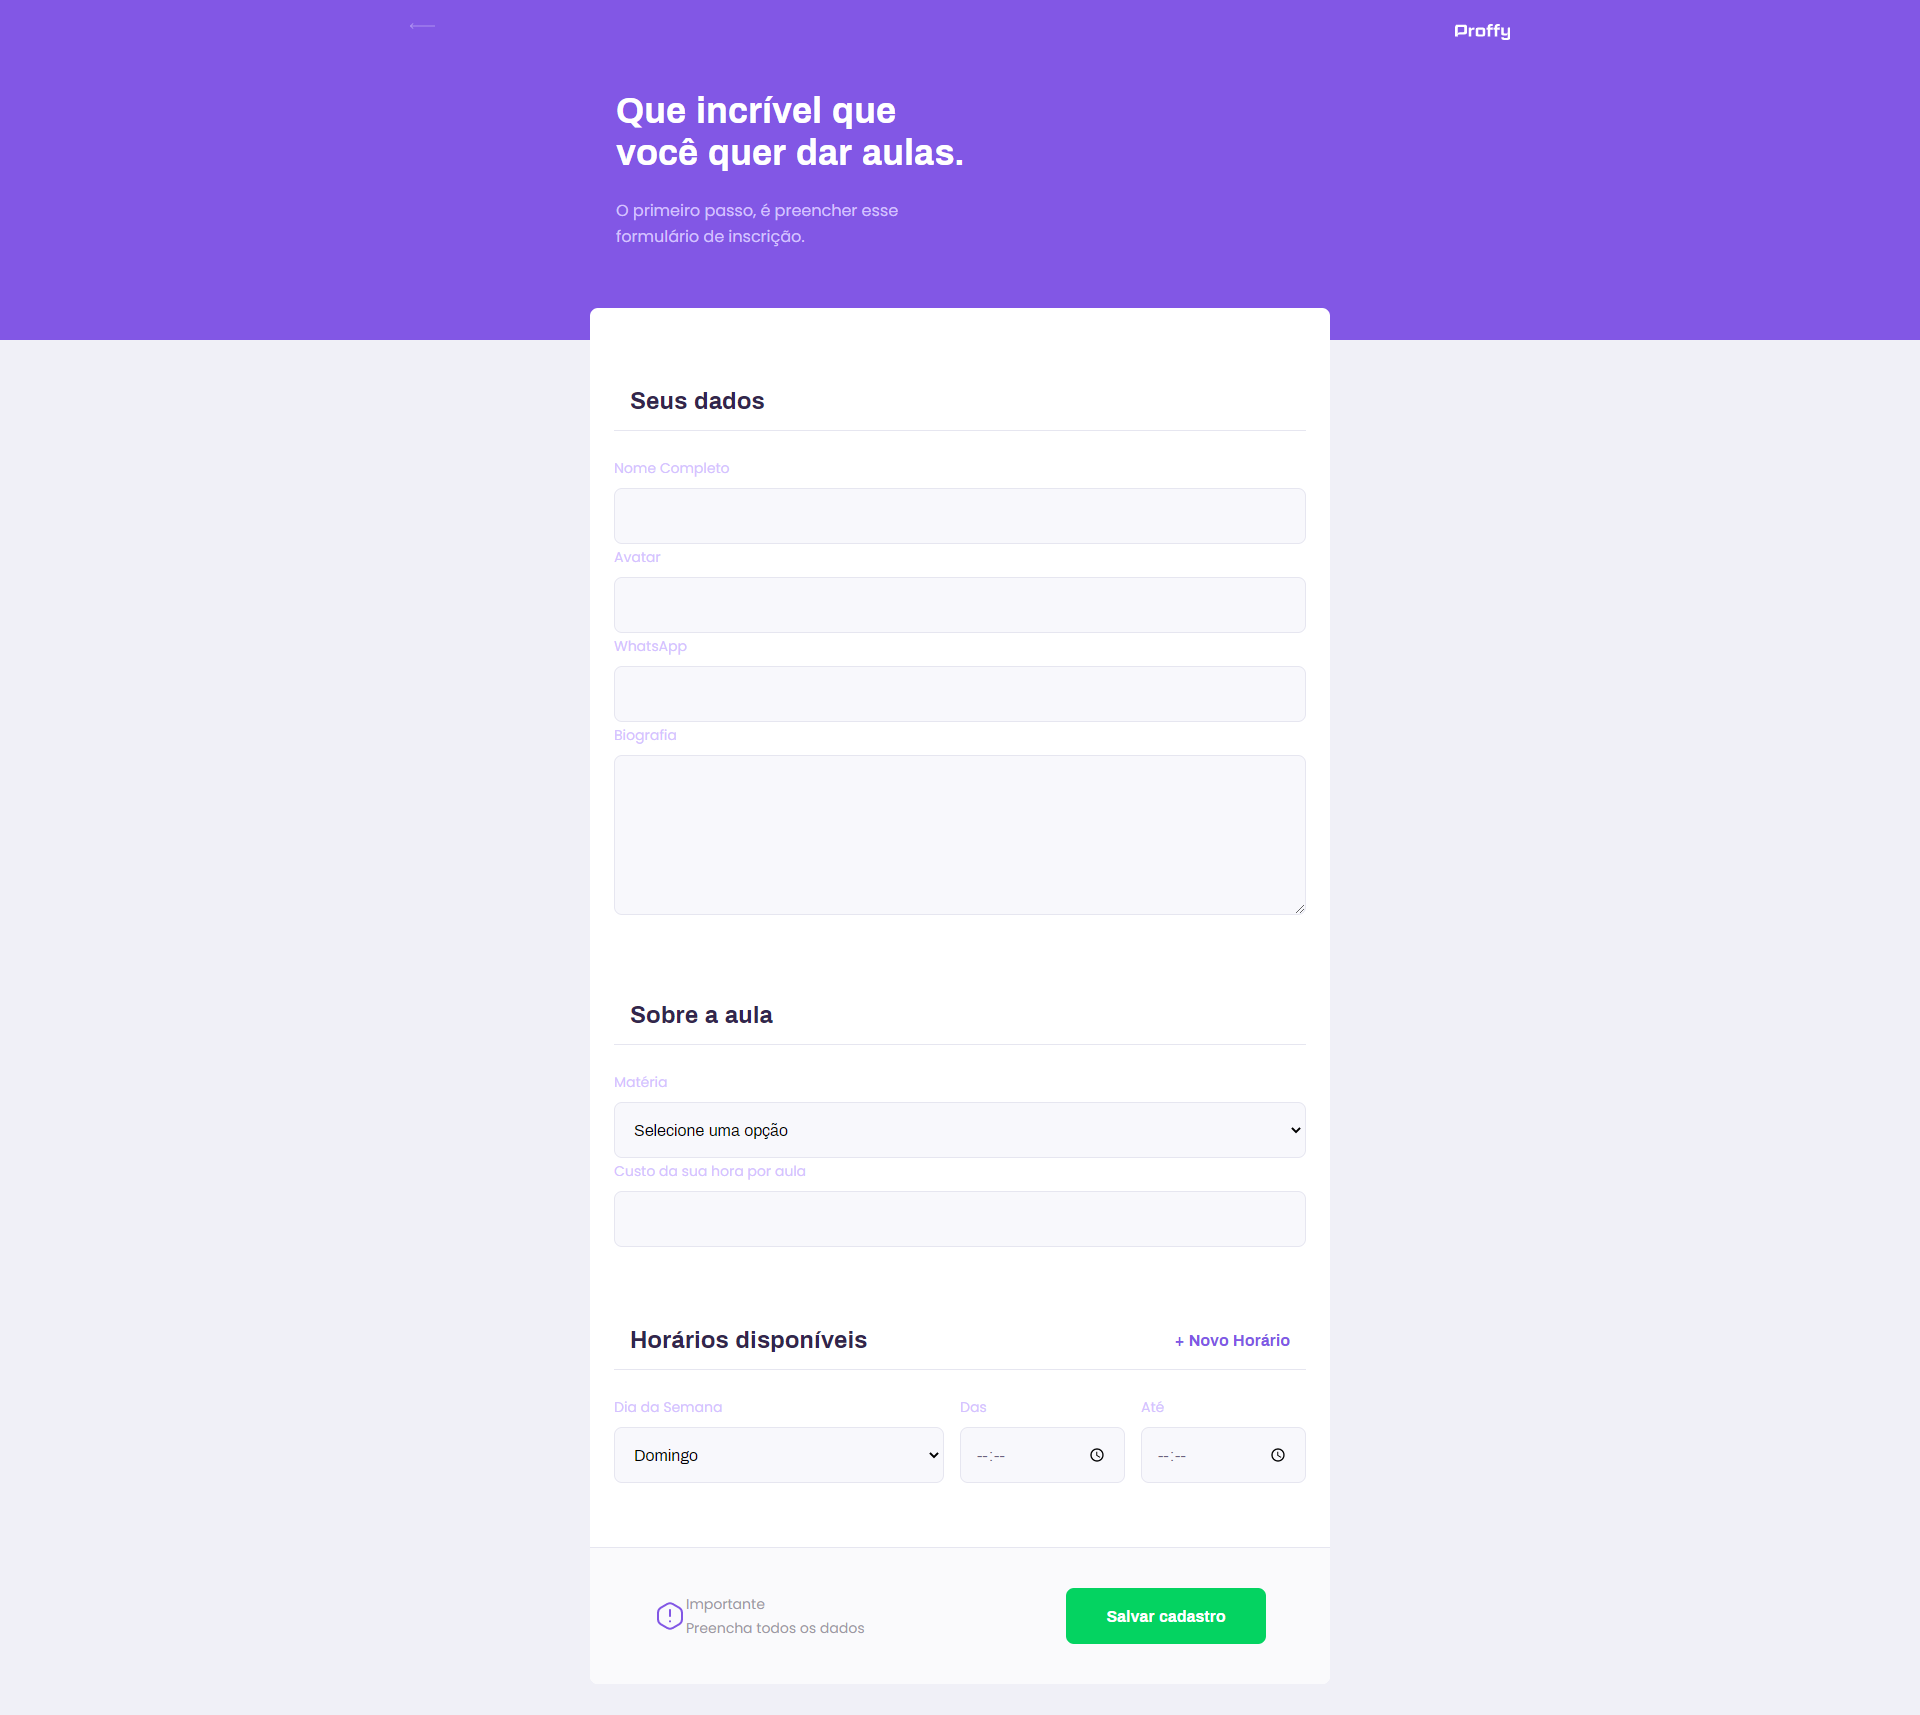 Proffy
Que incrível que
você quer dar aulas.
O primeiro passo, é preencher esse
formulário de inscrição.
Seus dados
Nome Completo
Avatar
WhatsApp
Biografia
Sobre a aula
Matéria
Selecione uma opção
Custo da sua hora por aula
Horários disponíveis + Novo Horário
Dia da Semana Das Até
Domingo --:-- --:--
Importante
Preencha todos os dados
Salvar cadastro